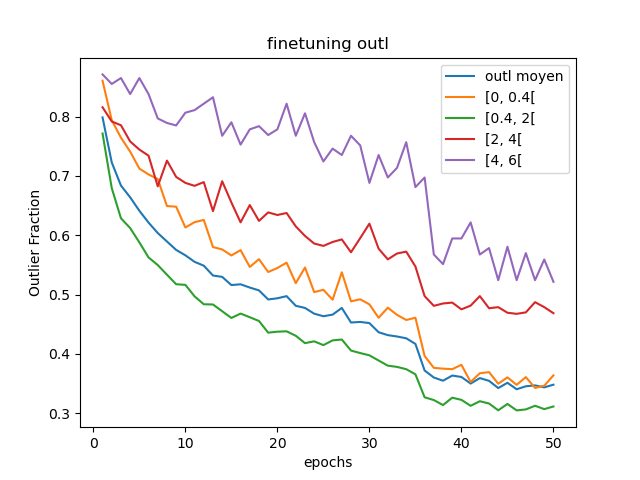 finetuning outl
outl moyen
[0, 0.4[
[0.4, 2[
[2, 4[
[4, 6[
Outlier Fraction
0.8
0.7
0.6
0.5
0.4
0.3
0 10 20 30 40 50
epochs